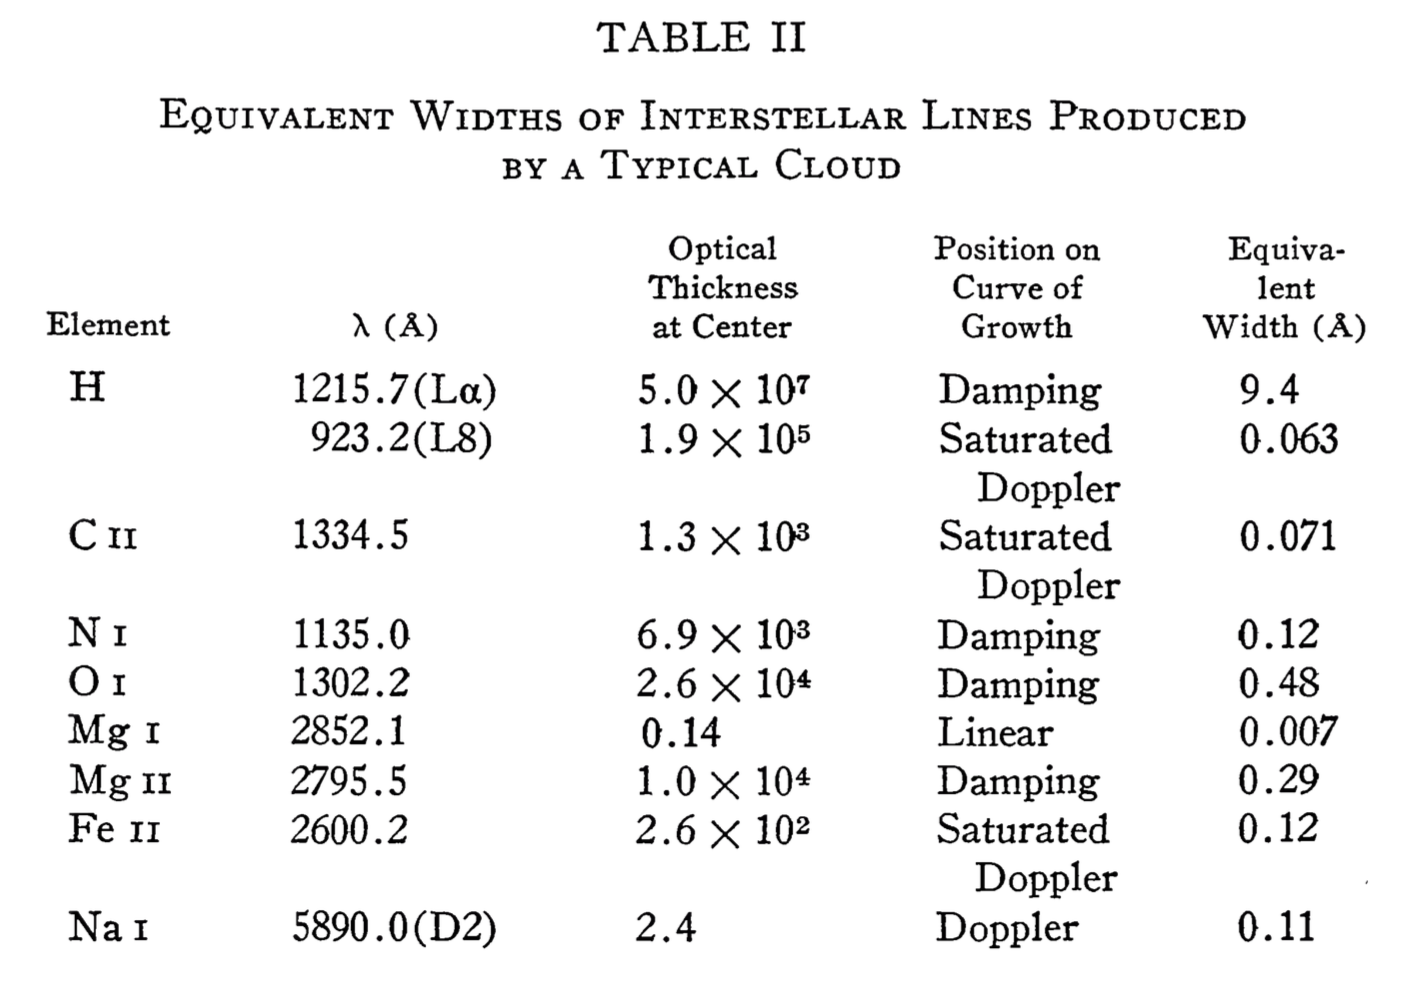 TABLE II
EQUIVALENT WIDTHS OF INTERSTELLAR LINES PRODUCED
BY A TYPICAL CLOUD
Element λ (Å) Optical Thickness at Center Position on Curve of Growth Equiva-lent Width (Å)
H 1215.7(Lα) 5.0 × 10⁷ Damping 9.4
923.2(L8) 1.9 × 10⁵ Saturated 0.063
Doppler
C II 1334.5 1.3 × 10³ Saturated 0.071
Doppler
N I 1135.0 6.9 × 10³ Damping 0.12
O I 1302.2 2.6 × 10⁴ Damping 0.48
Mg I 2852.1 0.14 Linear 0.007
Mg II 2795.5 1.0 × 10⁴ Damping 0.29
Fe II 2600.2 2.6 × 10² Saturated 0.12
Doppler
Na I 5890.0(D2) 2.4 Doppler 0.11